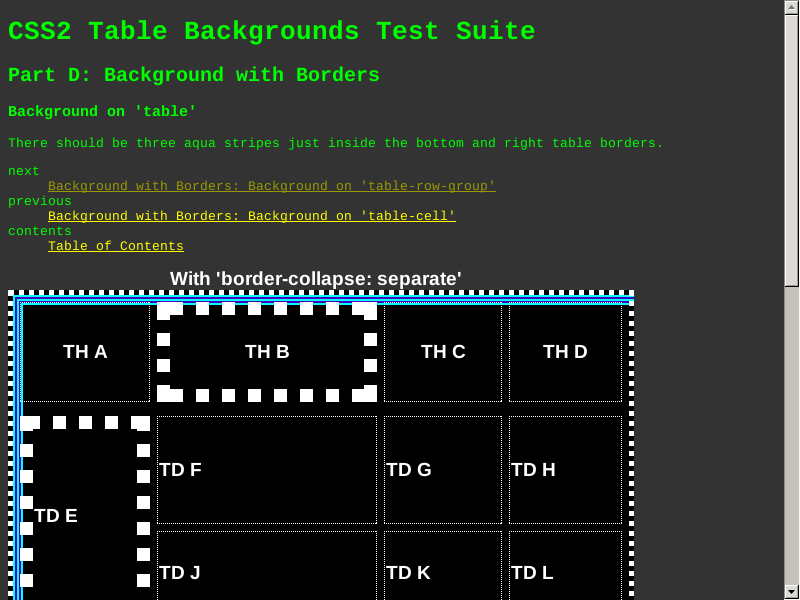 CSS2 Table Backgrounds Test Suite
Part D: Background with Borders
Background on 'table'
There should be three aqua stripes just inside the bottom and right table borders.
next
Background with Borders: Background on 'table-row-group'
previous
Background with Borders: Background on 'table-cell'
contents
Table of Contents
With 'border-collapse: separate'
TH A TH B TH C TH D
TD F TD G TD H
TD E
TD J TD K TD L